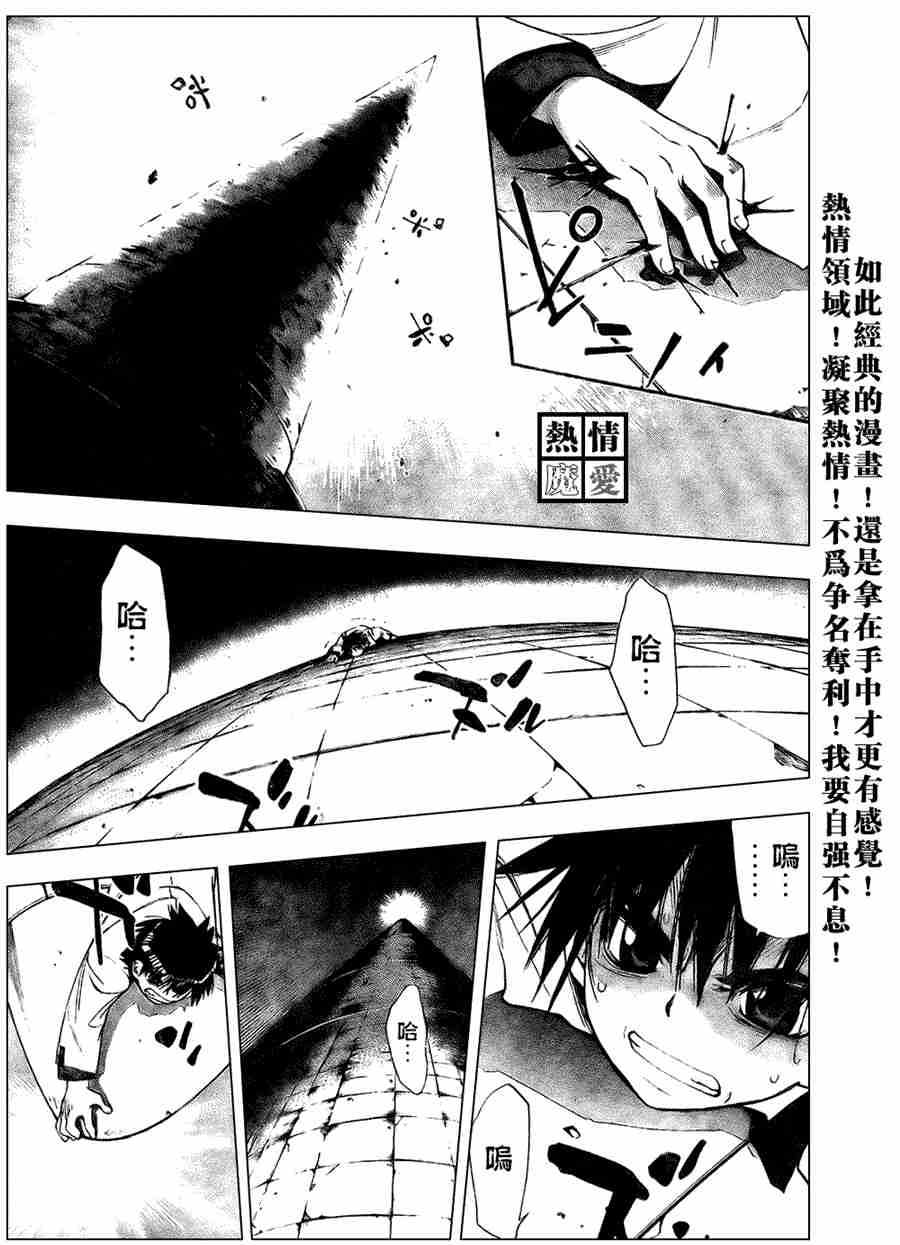 如此經典的漫畫！還是拿在手中才更有感覺！
熱情領域！凝聚熱情！不爲争名奪利！我要自强不息！
熱情
魔愛
哈…
哈…
嗚……
哈…
嗚